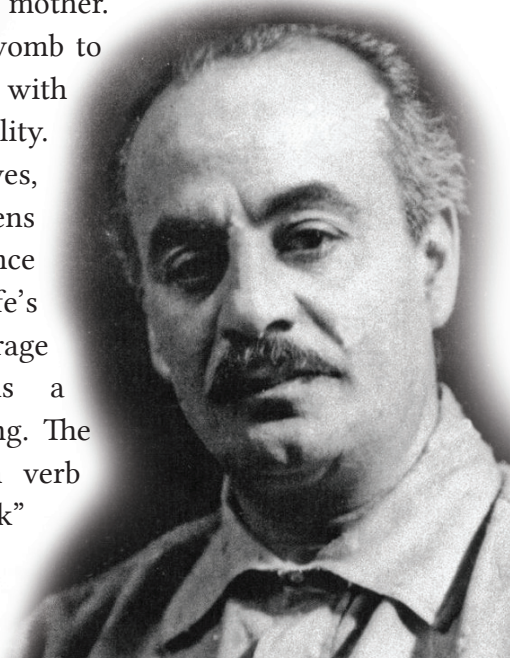 mother.
womb to
with
lity.
ves,
ens
nce
fe’s
rage
s a
ng. The
verb
k”